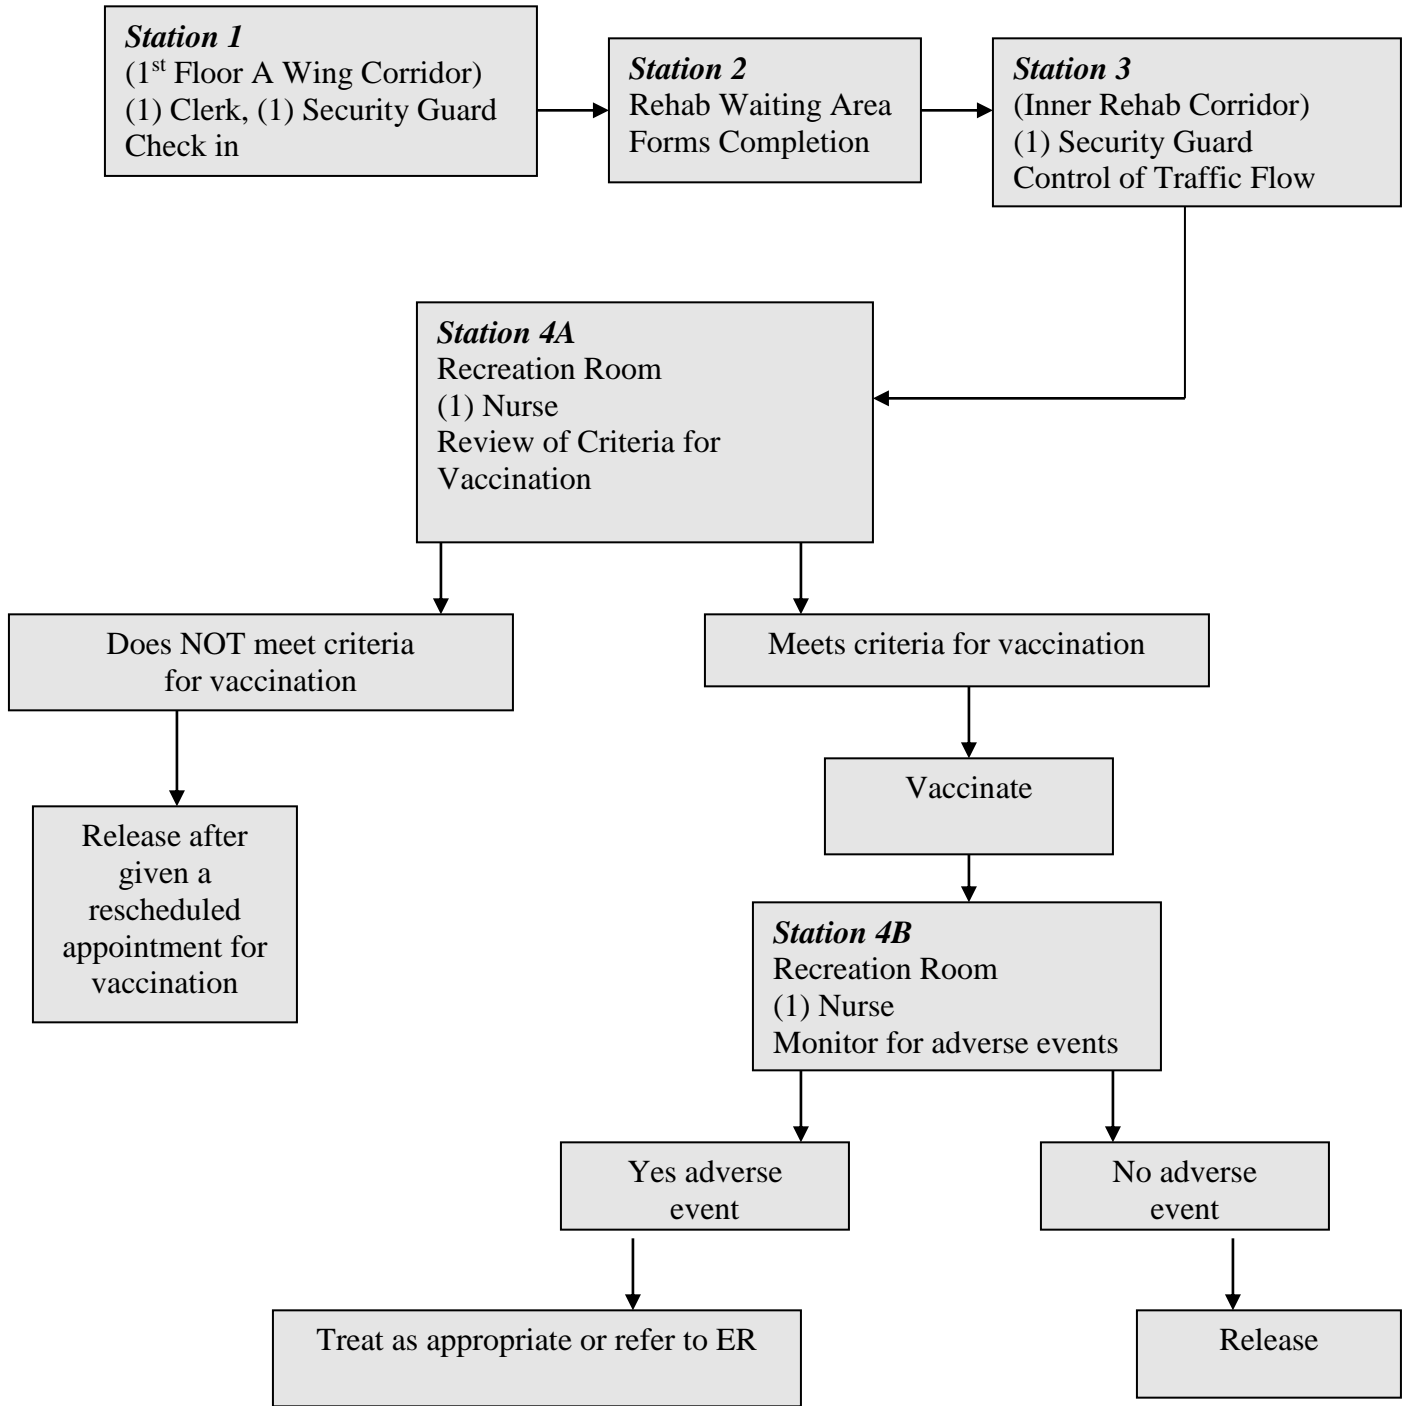 Station 1
(1st Floor A Wing Corridor)
(1) Clerk, (1) Security Guard
Check in
Station 2
Rehab Waiting Area
Forms Completion
Station 3
(Inner Rehab Corridor)
(1) Security Guard
Control of Traffic Flow
Station 4A
Recreation Room
(1) Nurse
Review of Criteria for
Vaccination
Does NOT meet criteria
for vaccination
Meets criteria for vaccination
Release after
given a
rescheduled
appointment for
vaccination
Vaccinate
Station 4B
Recreation Room
(1) Nurse
Monitor for adverse events
Yes adverse
event
No adverse
event
Treat as appropriate or refer to ER
Release